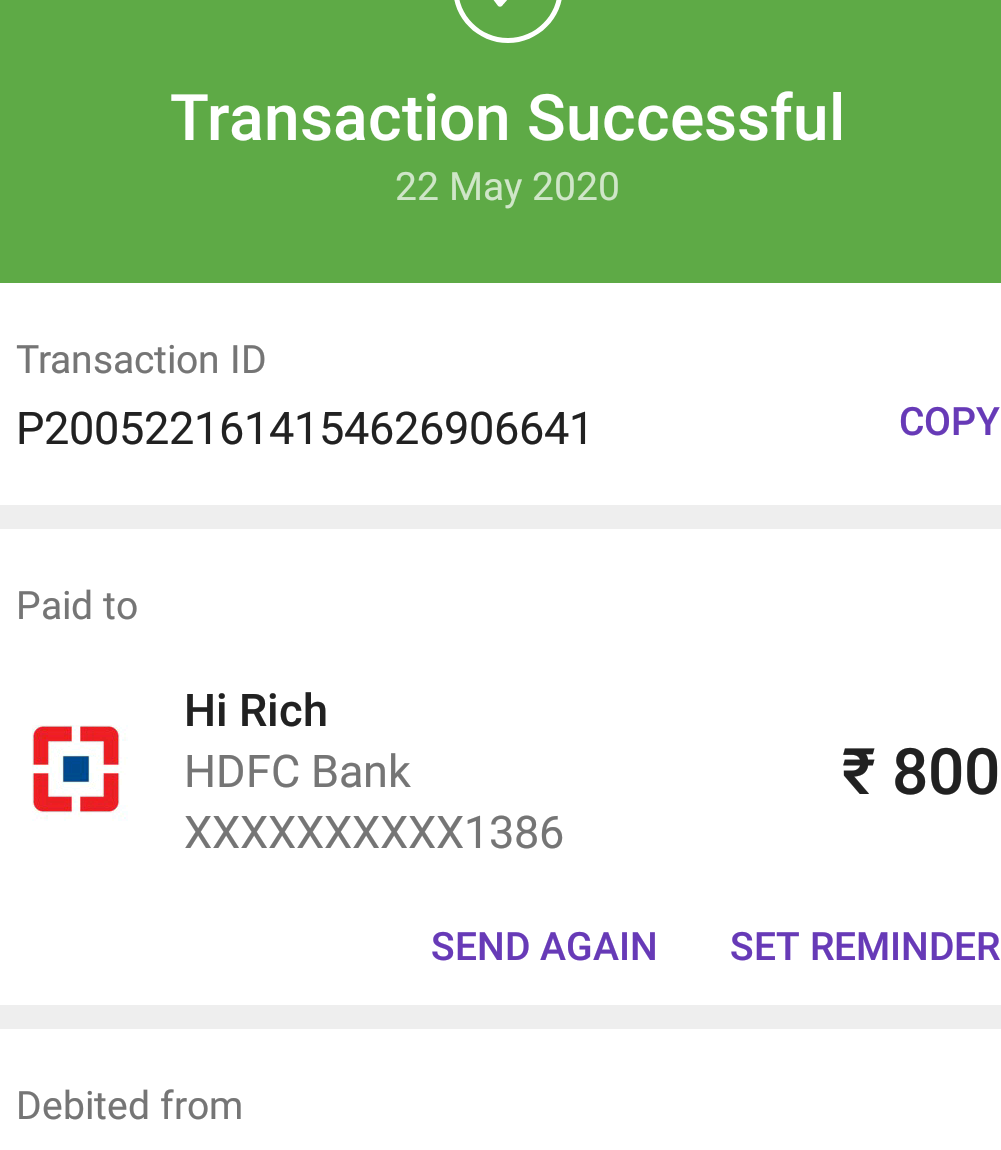 Transaction Successful
22 May 2020
Transaction ID
P2005221614154626906641
COPY
Paid to
Hi Rich
HDFC Bank
₹ 800
XXXXXXXXXX1386
SEND AGAIN SET REMINDER
Debited from